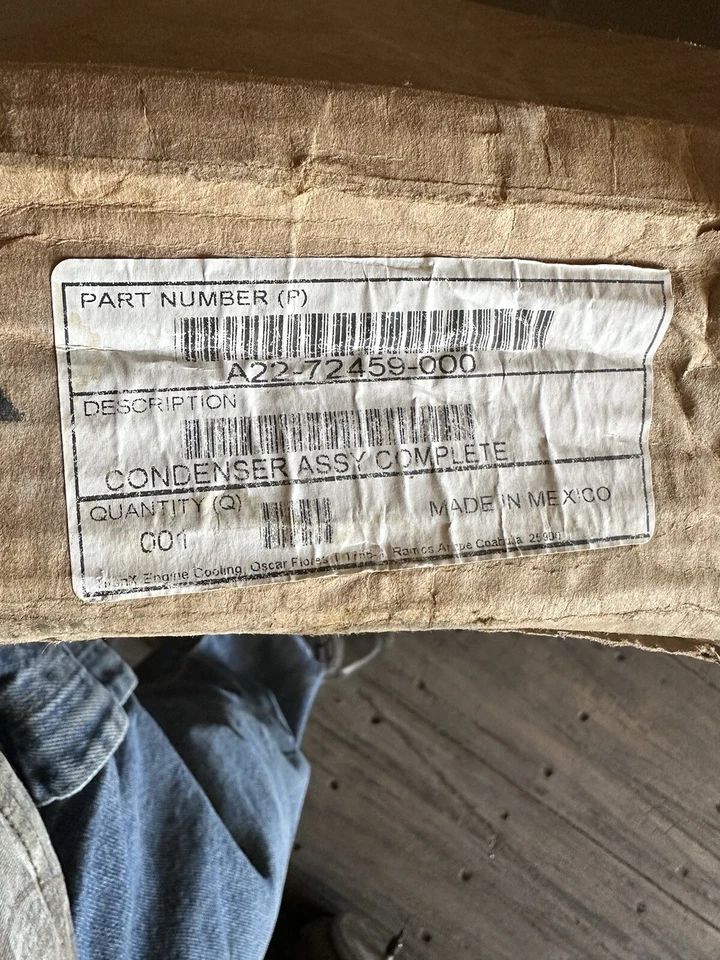 PART NUMBER (P)
A22-72459-000
DESCRIPTION
CONDENSER ASSY COMPLETE
QUANTITY (Q)
MADE IN MEXICO
001
Engine Cooling, Oscar Flores Ramos Arizpe Coahuila, 25900